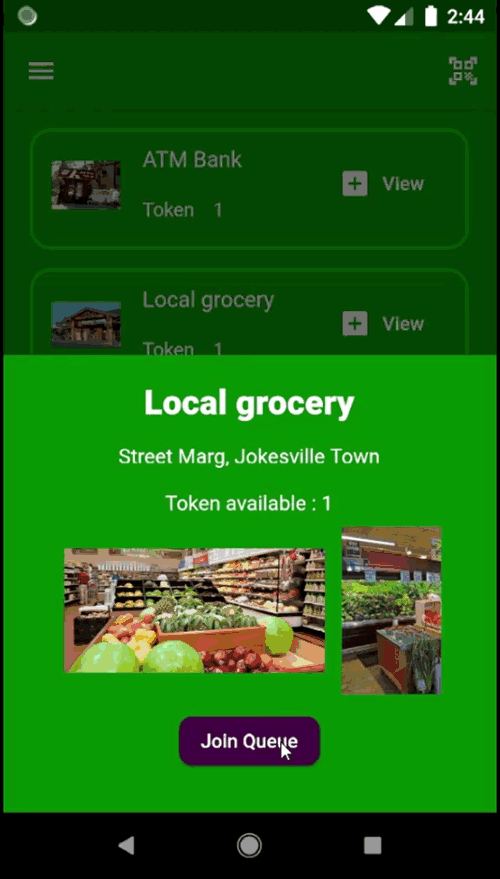 2:44
ATM Bank
Token 1
View
Local grocery
Token 1
View
Local grocery
Street Marg, Jokesville Town
Token available : 1
Join Queue